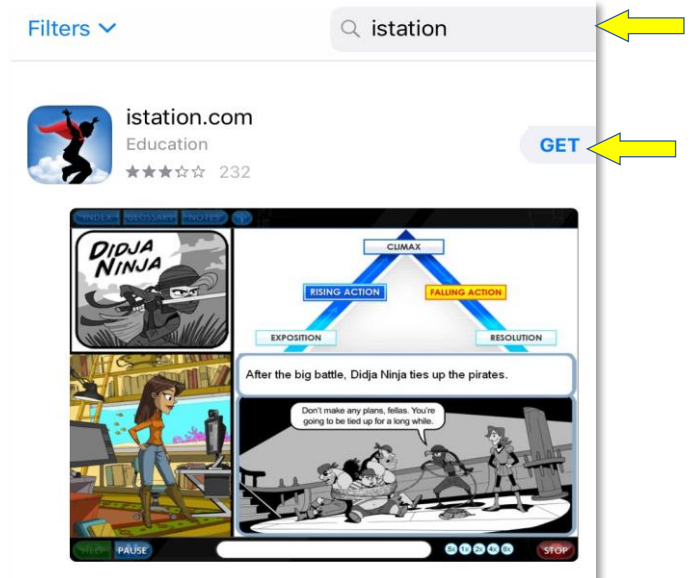 Filters
istation
istation.com
Education
232
GET
INDEX GLOSSARY NOTES
DIDJA
NINJA
CLIMAX
RISING ACTION FALLING ACTION
EXPOSITION RESOLUTION
After the big battle, Didja Ninja ties up the pirates.
Don't make any plans, fellas. You're
going to be tied up for a long while.
HELP PAUSE STOP